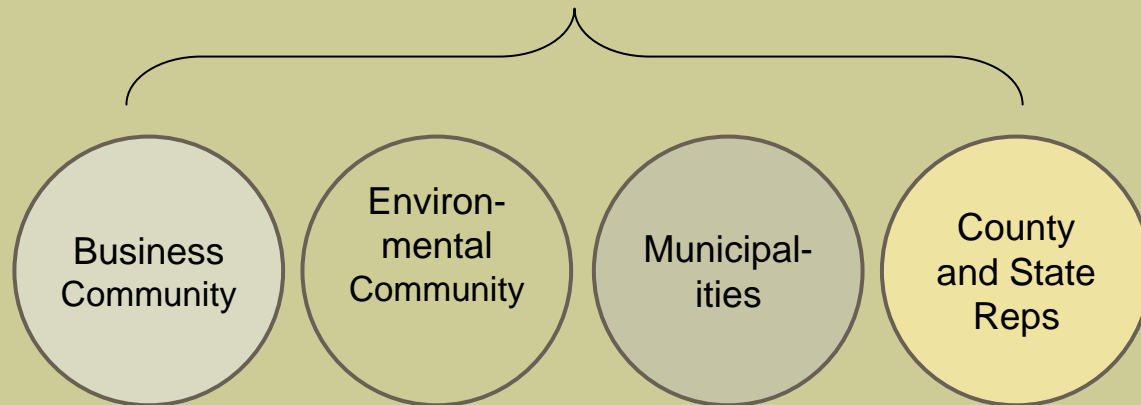 Business
Community
Environ-
mental
Community
Municipal-
ities
County
and State
Reps